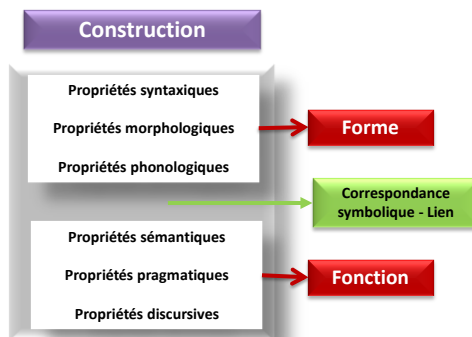 Construction
Propriétés syntaxiques
Propriétés morphologiques
Propriétés phonologiques
Forme
Correspondance
symbolique - Lien
Propriétés sémantiques
Propriétés pragmatiques
Propriétés discursives
Fonction